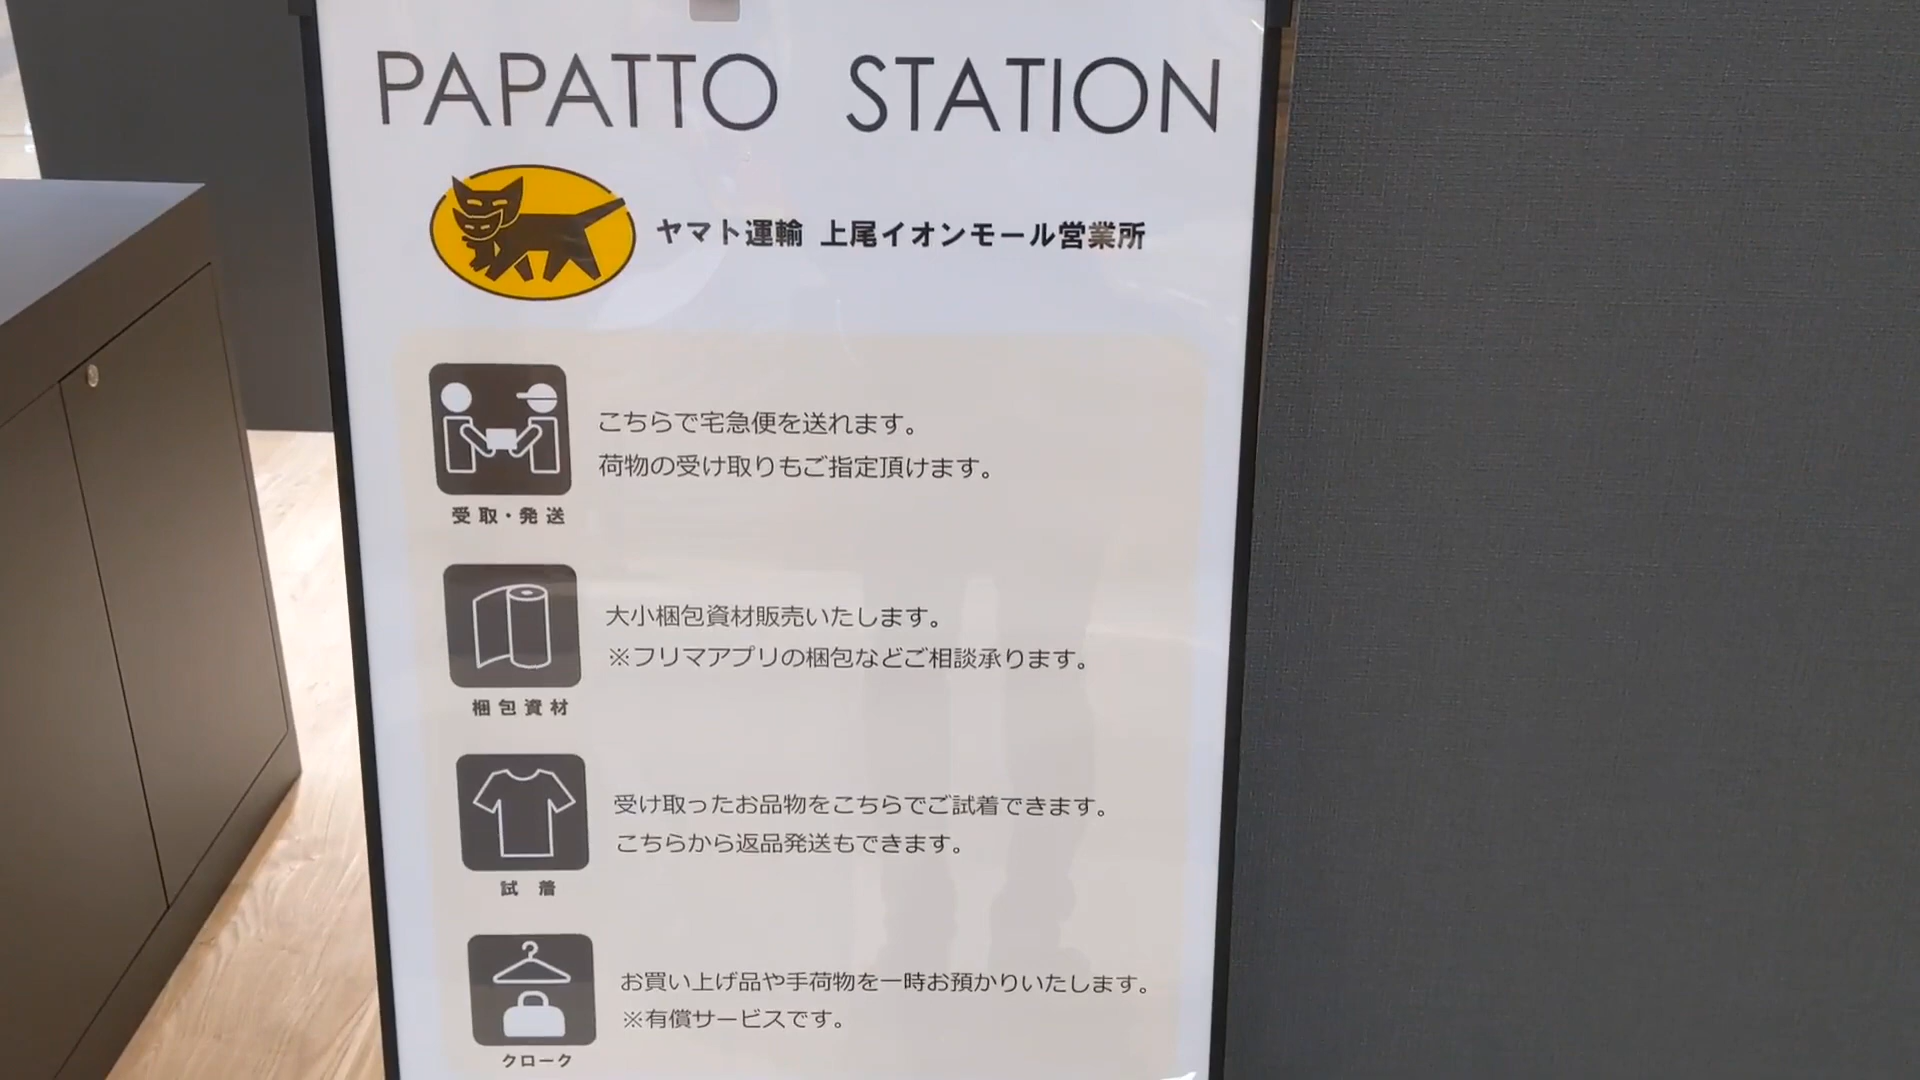 PAPATTO STATION
ヤマト運輸 上尾イオンモール営業所
こちらで宅急便を送れます。
荷物の受け取りもご指定頂けます。
受取・発送
大小梱包資材販売いたします。
※フリマアプリの梱包などご相談承ります。
梱包資材
受け取ったお品物をこちらでご試着できます。
こちらから返品発送もできます。
試着
お買い上げ品や手荷物を一時お預かりいたします。
※有償サービスです。
クローク